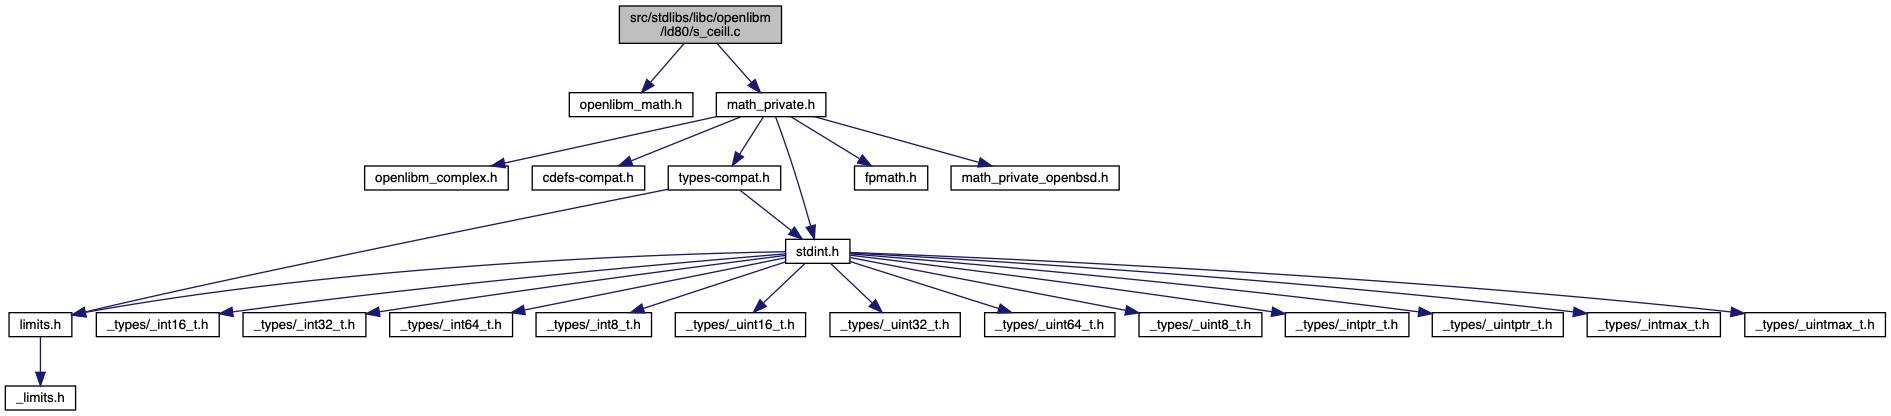 src/stdlibs/libc/openlibm
/ld80/s_ceill.c
openlibm_math.h
math_private.h
openlibm_complex.h
cdefs-compat.h
types-compat.h
fpmath.h
math_private_openbsd.h
stdint.h
limits.h
_types/_int16_t.h
_types/_int32_t.h
_types/_int64_t.h
_types/_int8_t.h
_types/_uint16_t.h
_types/_uint32_t.h
_types/_uint64_t.h
_types/_uint8_t.h
_types/_intptr_t.h
_types/_uintptr_t.h
_types/_intmax_t.h
_types/_uintmax_t.h
_limits.h